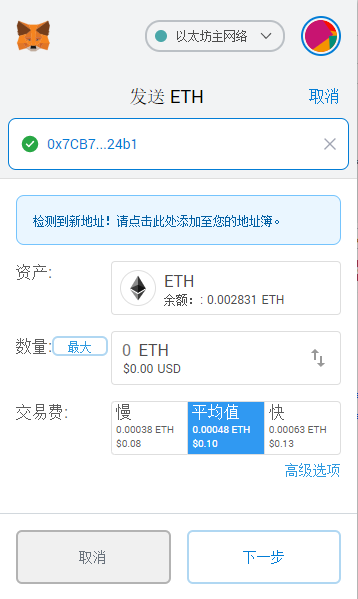 以太坊主网络
发送 ETH
取消
0x7CB7...24b1
检测到新地址！请点击此处添加至您的地址簿。
资产:
ETH
余额：: 0.002831 ETH
数量:
最大
0 ETH
$0.00 USD
交易费:
慢
0.00038 ETH
$0.08
平均值
0.00048 ETH
$0.10
快
0.00063 ETH
$0.13
高级选项
取消
下一步